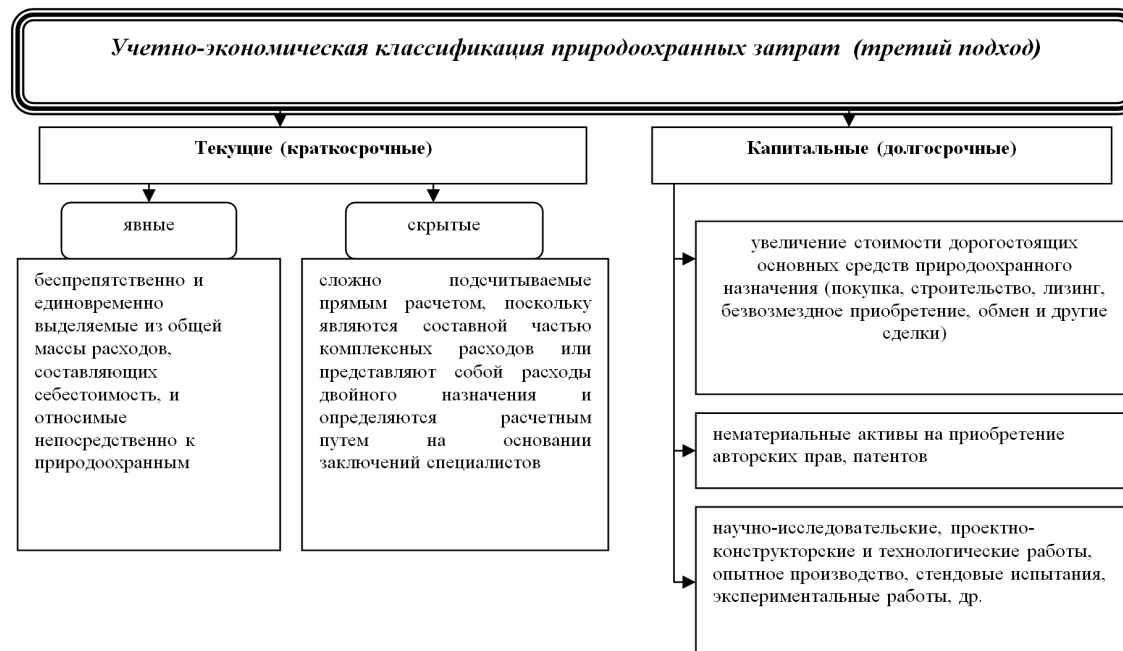 Учетно-экономическая классификация природоохранных затрат (третий подход)
Текущие (краткосрочные)
Капитальные (долгосрочные)
явные
скрытые
беспрепятственно и
единовременно
выделяемые из общей
массы расходов,
составляющих
себестоимость, и
относимые
непосредственно к
природоохранным
сложно подсчитываемые
прямым расчетом, поскольку
являются составной частью
комплексных расходов или
представляют собой расходы
двойного назначения и
определяются расчетным
путем на основании
заключений специалистов
увеличение стоимости дорогостоящих
основных средств природоохранного
назначения (покупка, строительство, лизинг,
безвозмездное приобретение, обмен и другие
сделки)
нематериальные активы на приобретение
авторских прав, патентов
научно-исследовательские, проектно-
конструкторские и технологические работы,
опытное производство, стендовые испытания,
экспериментальные работы, др.